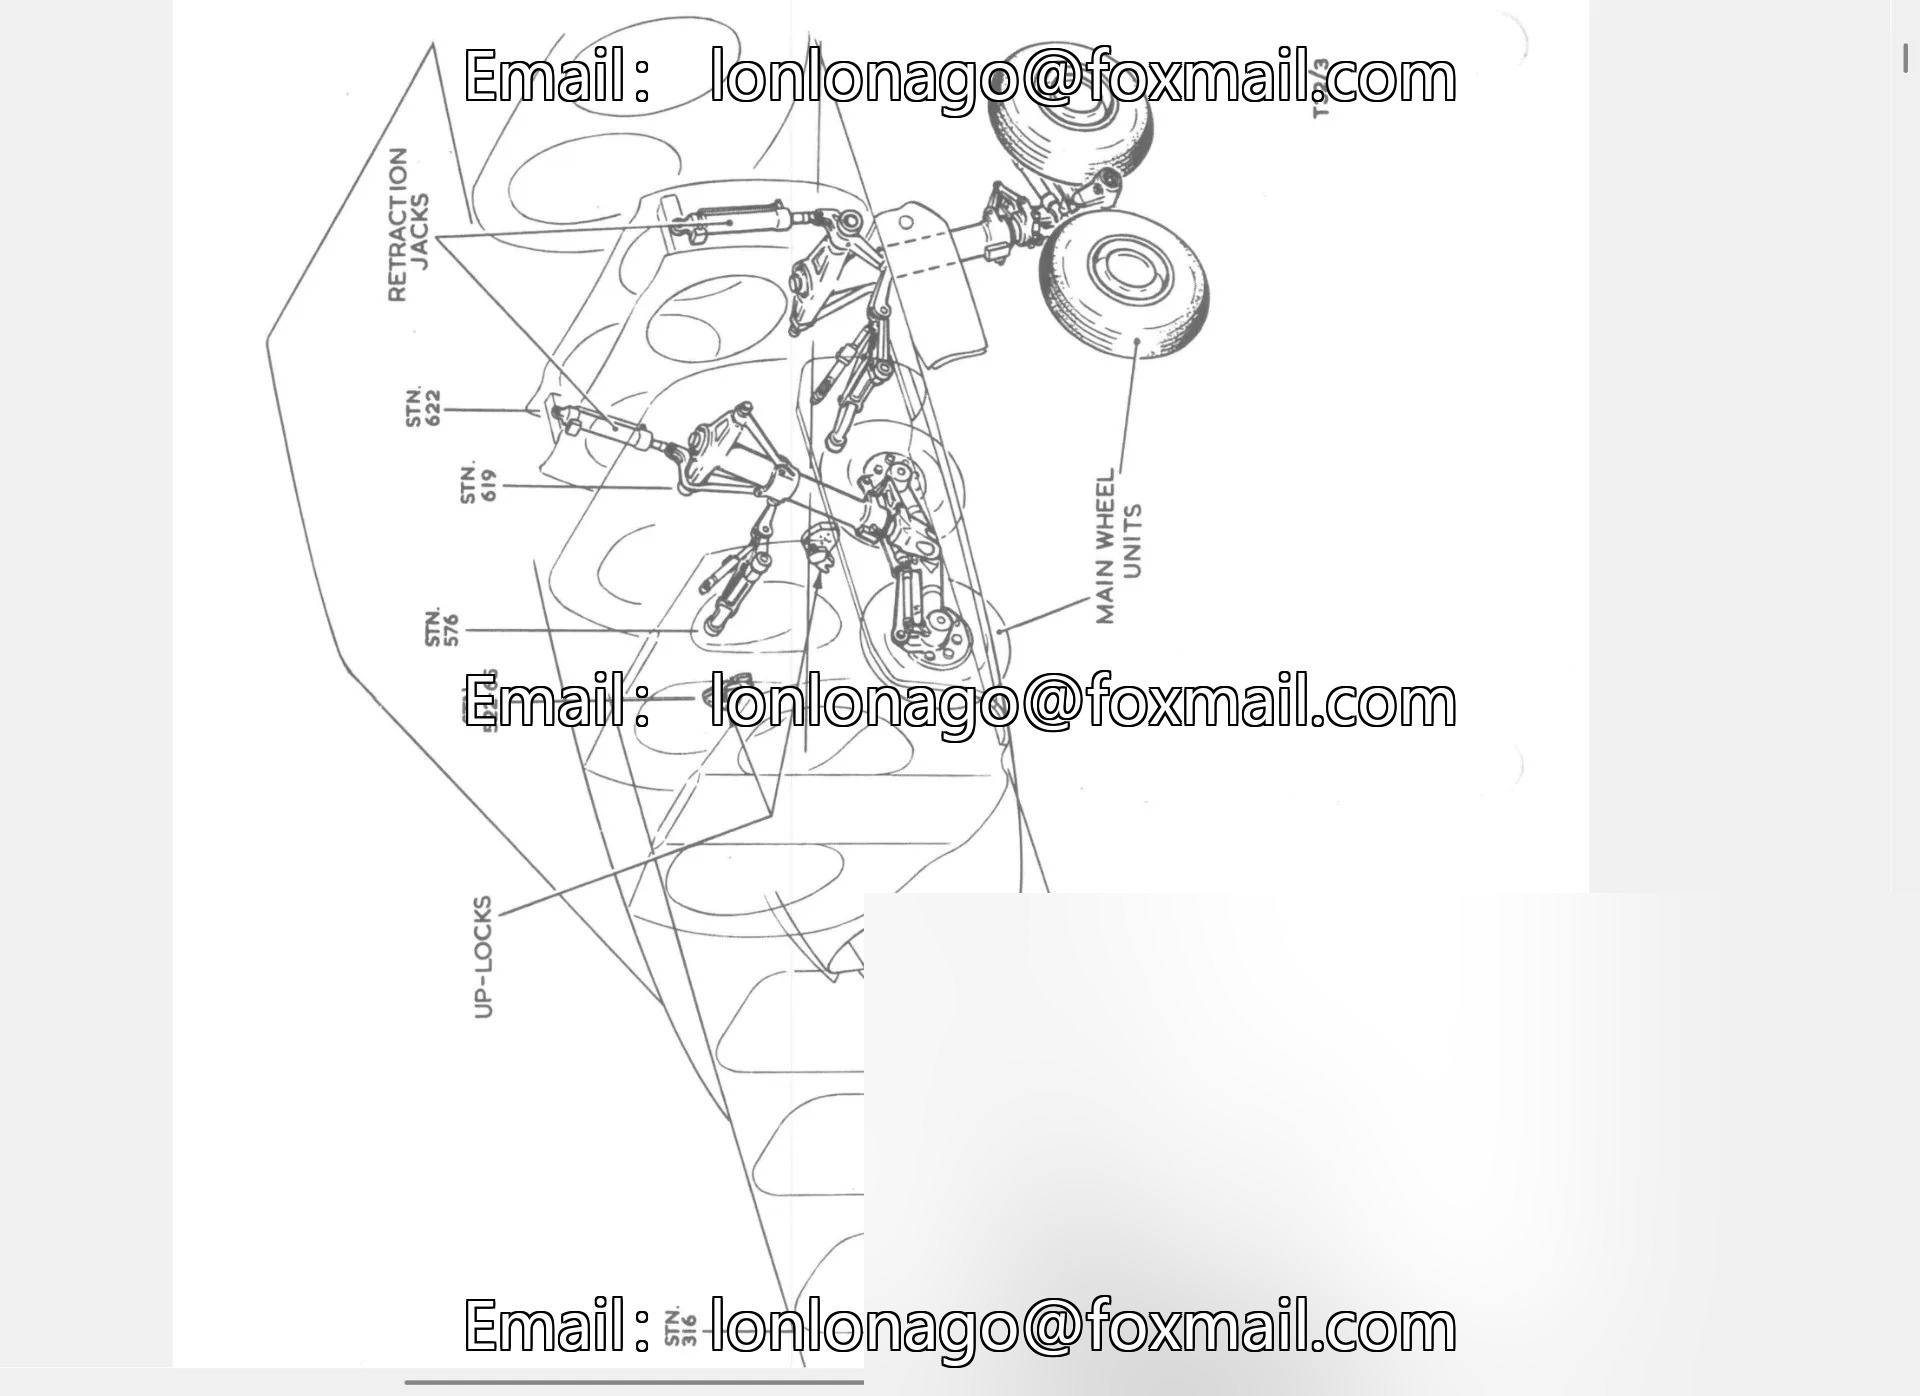 Email: lonlonago@foxmail.com
TSR/3
RETRACTION
JACKS
STN.
622
STN.
619
MAIN WHEEL
UNITS
STN.
576
Email: lonlonago@foxmail.com
UP-LOCKS
STN.
316
Email: lonlonago@foxmail.com